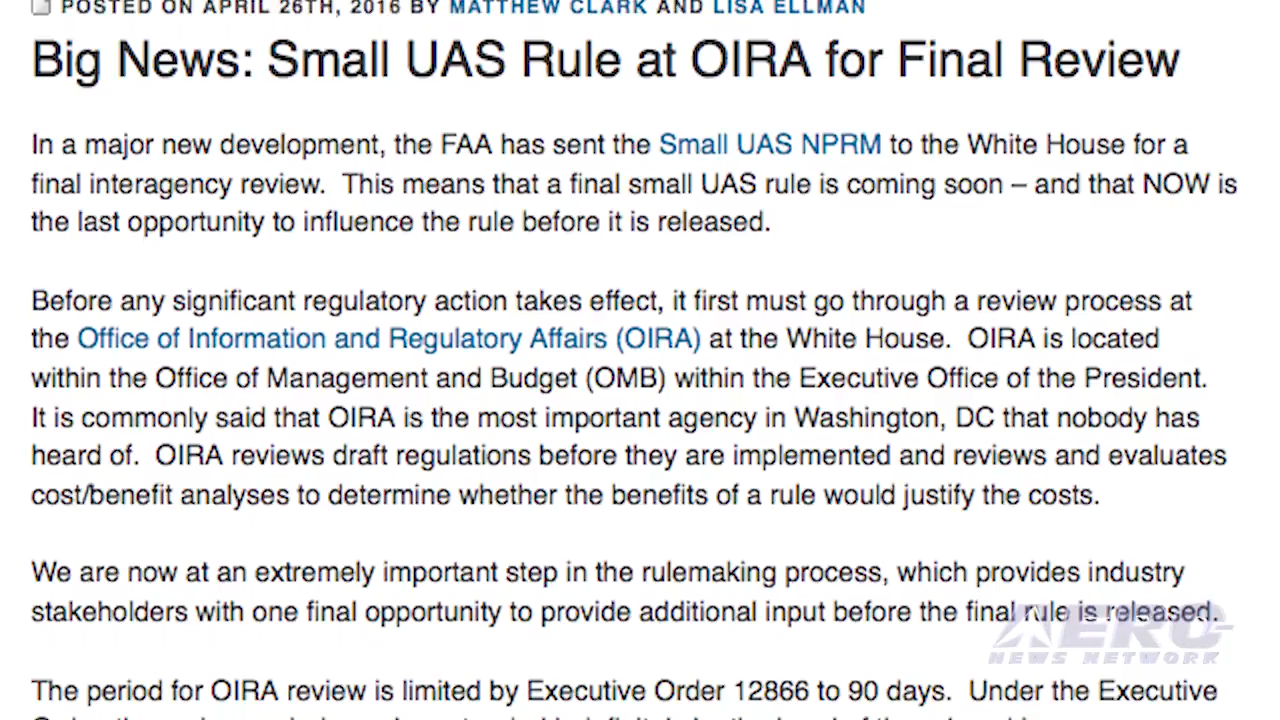 POSTED ON APRIL 26TH, 2016 BY MATTHEW CLARK AND LISA ELLMAN
Big News: Small UAS Rule at OIRA for Final Review
In a major new development, the FAA has sent the Small UAS NPRM to the White House for a
final interagency review.  This means that a final small UAS rule is coming soon – and that NOW is
the last opportunity to influence the rule before it is released.
Before any significant regulatory action takes effect, it first must go through a review process at
the Office of Information and Regulatory Affairs (OIRA) at the White House.  OIRA is located
within the Office of Management and Budget (OMB) within the Executive Office of the President.
It is commonly said that OIRA is the most important agency in Washington, DC that nobody has
heard of.  OIRA reviews draft regulations before they are implemented and reviews and evaluates
cost/benefit analyses to determine whether the benefits of a rule would justify the costs.
We are now at an extremely important step in the rulemaking process, which provides industry
stakeholders with one final opportunity to provide additional input before the final rule is released.
AERO
NEWS NETWORK
The period for OIRA review is limited by Executive Order 12866 to 90 days.  Under the Executive